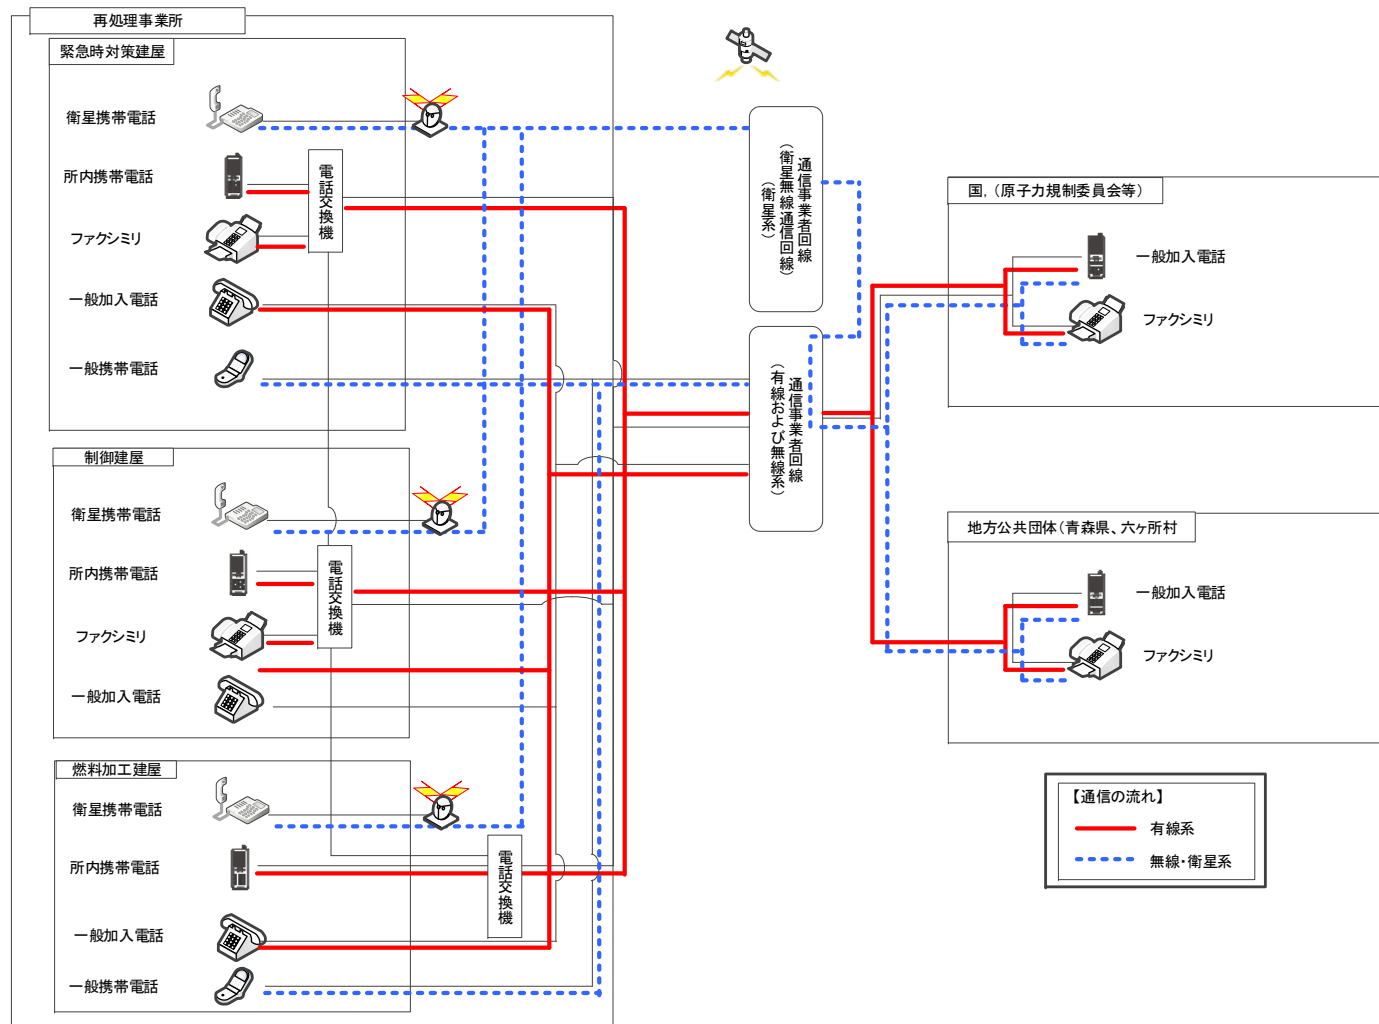 再処理事業所
緊急時対策建屋
衛星携帯電話
所内携帯電話
ファクシミリ
一般加入電話
一般携帯電話
電話交換機
制御建屋
衛星携帯電話
所内携帯電話
ファクシミリ
一般加入電話
電話交換機
燃料加工建屋
衛星携帯電話
所内携帯電話
一般加入電話
一般携帯電話
電話交換機
通信事業者回線
(衛星無線通信回線)
(衛星系)
通信事業者回線
(有線および無線系)
国,(原子力規制委員会等)
一般加入電話
ファクシミリ
地方公共団体(青森県、六ヶ所村
一般加入電話
ファクシミリ
【通信の流れ】
有線系
無線・衛星系